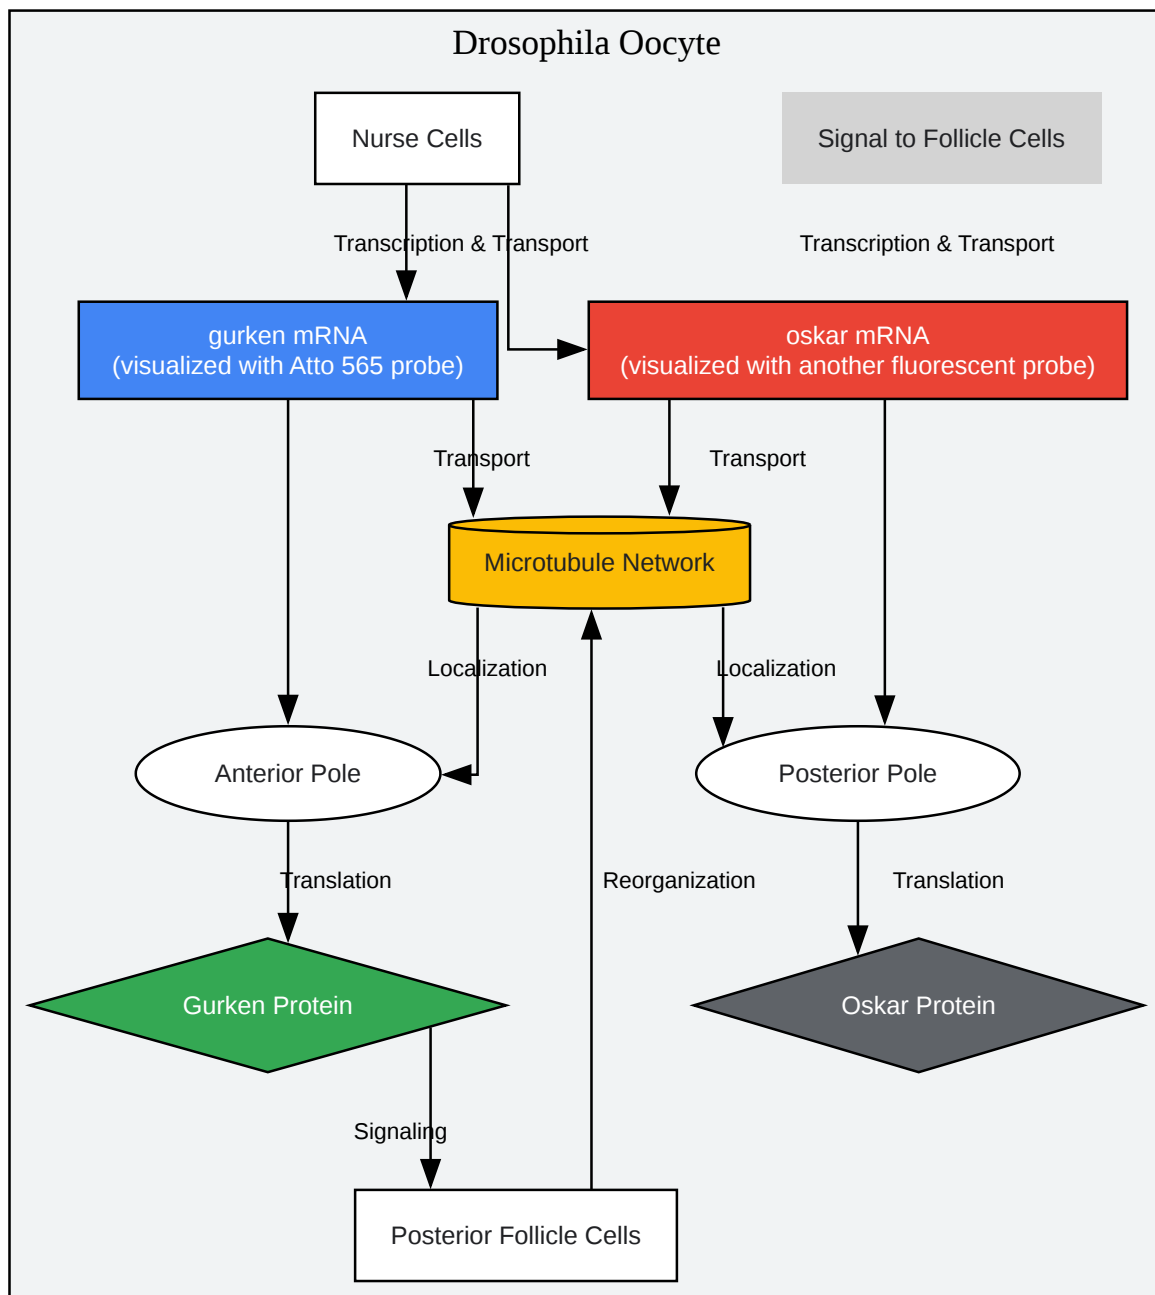 Drosophila Oocyte
Nurse Cells
Signal to Follicle Cells
Transcription & Transport
Transcription & Transport
gurken mRNA
(visualized with Atto 565 probe)
oskar mRNA
(visualized with another fluorescent probe)
Transport
Transport
Microtubule Network
Localization
Localization
Anterior Pole
Posterior Pole
Translation
Reorganization
Translation
Gurken Protein
Oskar Protein
Signaling
Posterior Follicle Cells